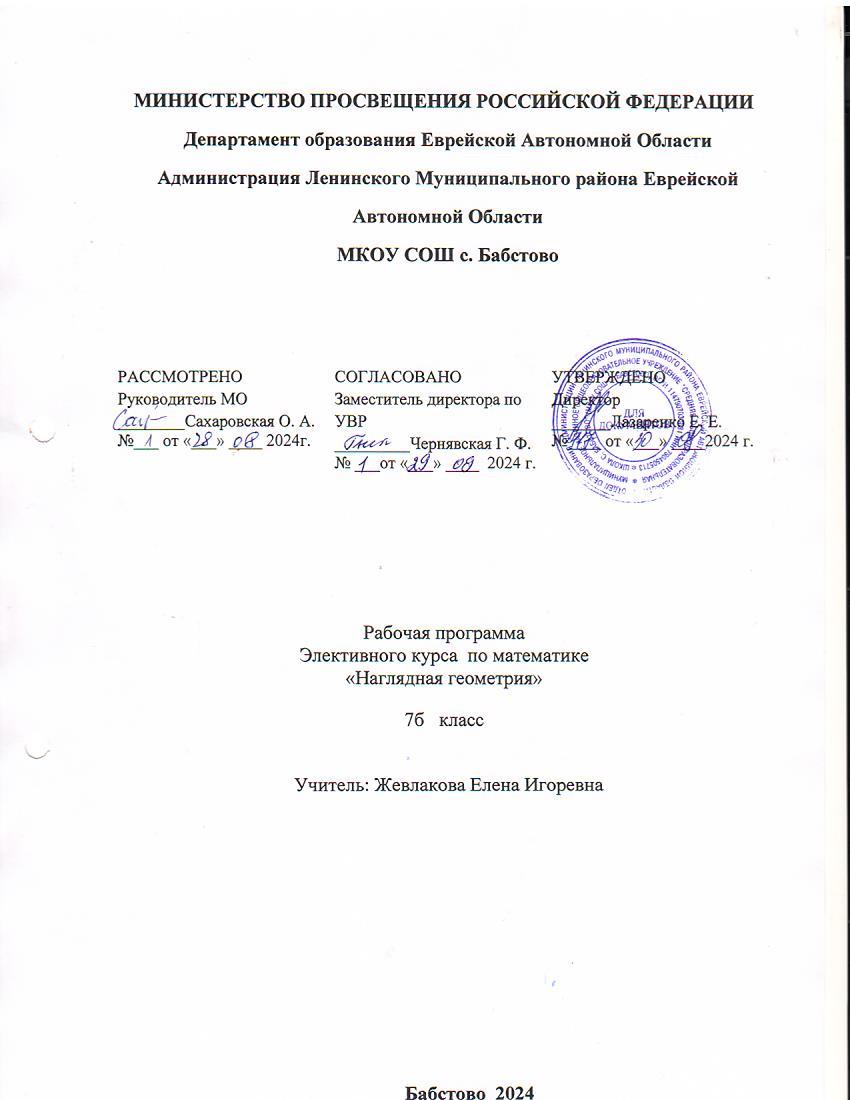 МИНИСТЕРСТВО ПРОСВЕЩЕНИЯ РОССИЙСКОЙ ФЕДЕРАЦИИ
Департамент образования Еврейской Автономной Области
Администрация Ленинского Муниципального района Еврейской
Автономной Области
МКОУ СОШ с. Бабстово
РАССМОТРЕНО
Руководитель МО
Сахаровская О. А.
№ 1 от «28» 08 2024г.
СОГЛАСОВАНО
Заместитель директора по
УВР
Чернявская Г. Ф.
№ 1 от «29» 08 2024 г.
УТВЕРЖДЕНО
Директор
Лазаренко Е. Е.
№ от « » 2024 г.
ДЛЯ
Рабочая программа
Элективного курса по математике
«Наглядная геометрия»
7б класс
Учитель: Жевлакова Елена Игоревна
Бабстово 2024